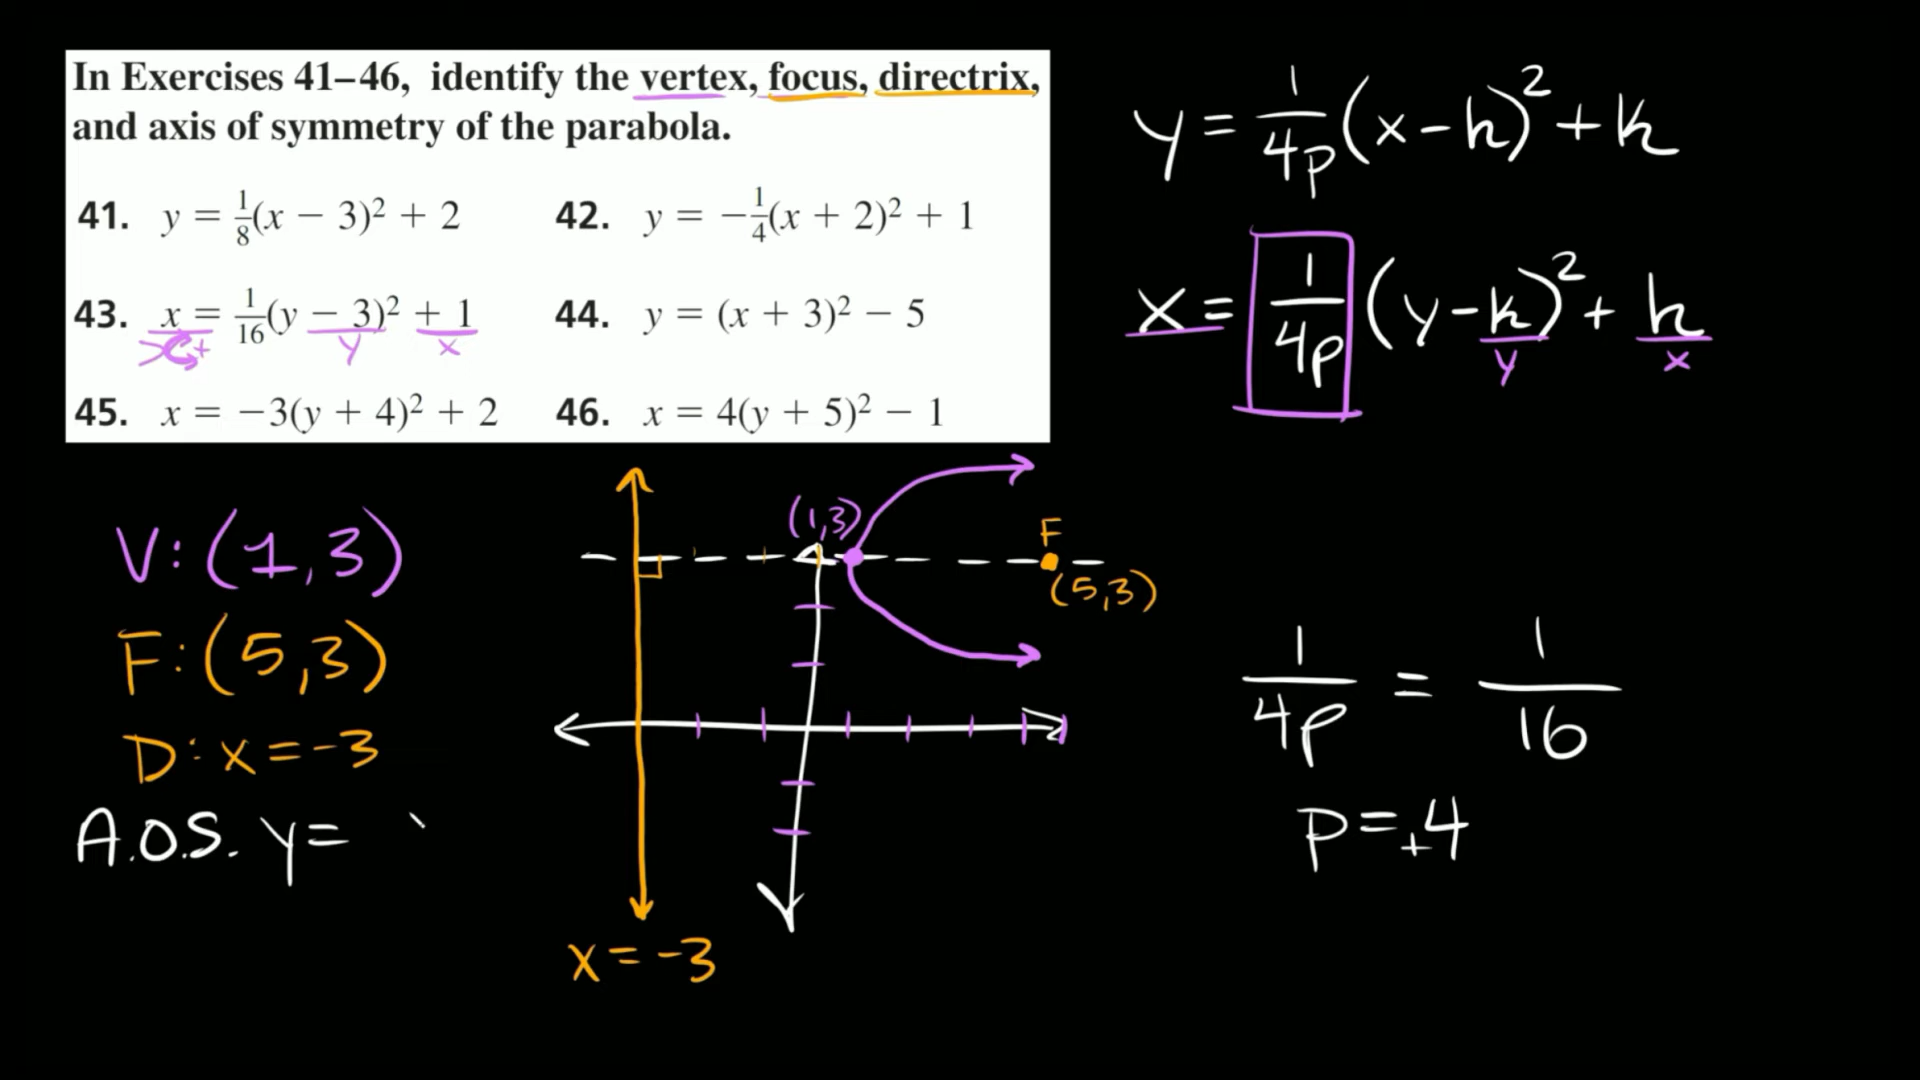 In Exercises 41–46, identify the vertex, focus, directrix,
and axis of symmetry of the parabola.
41. y = 1/8(x − 3)² + 2
42. y = −1/4(x + 2)² + 1
43. x = 1/16(y − 3)² + 1
y
x
44. y = (x + 3)² − 5
45. x = −3(y + 4)² + 2
46. x = 4(y + 5)² − 1
y = 1/4p (x-h)² + k
x = 1/4p (y-k)² + h
y
x
V: (1,3)
F: (5,3)
D: x = -3
A.O.S. y =
(1,3)
F
(5,3)
x = -3
1/4p = 1/16
p = +4